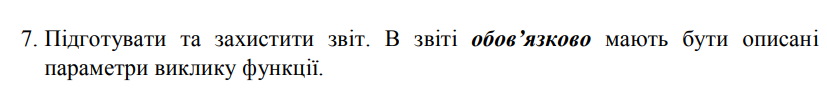 7. Підготувати та захистити звіт. В звіті обов’язково мають бути описані
параметри виклику функції.